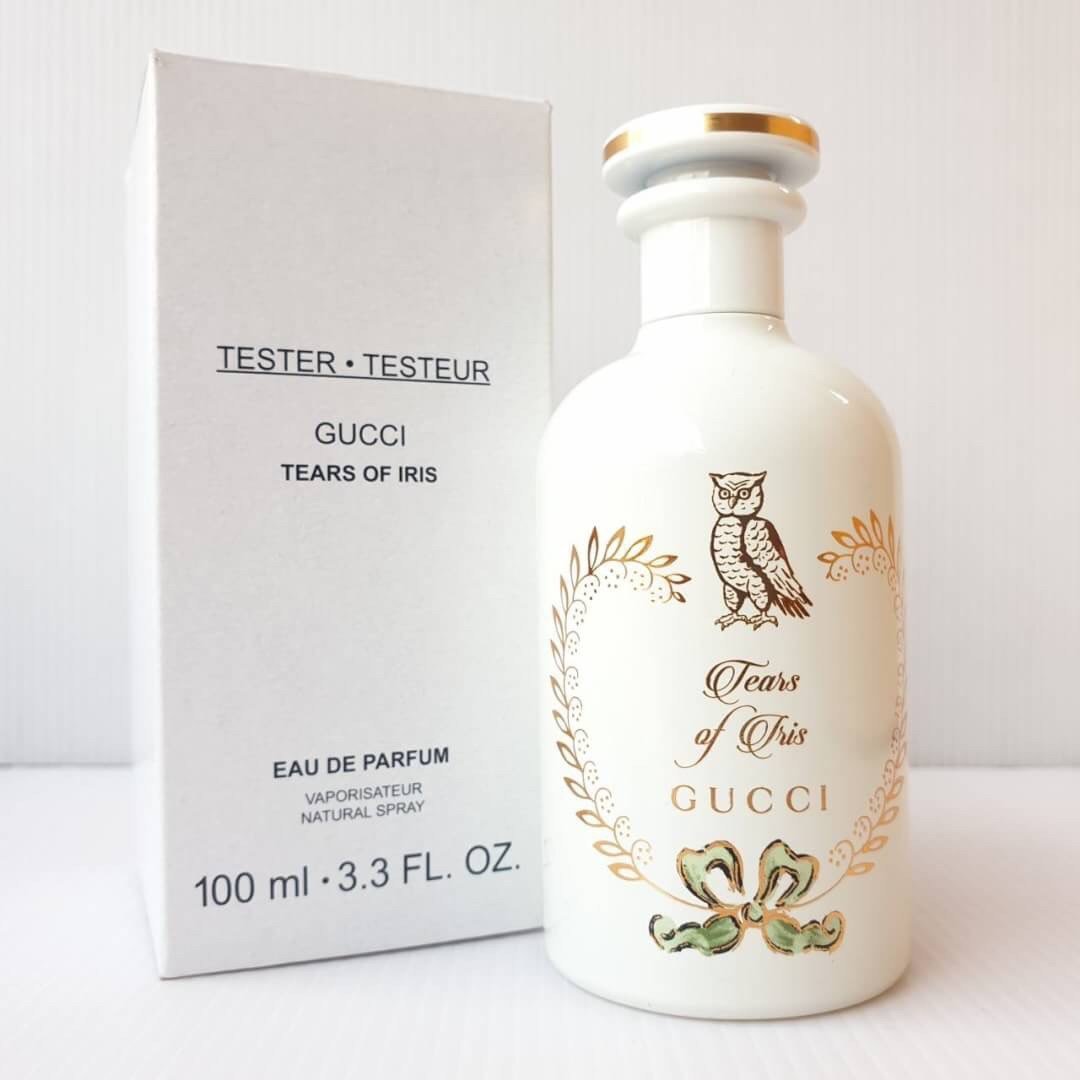 TESTER • TESTEUR
GUCCI
TEARS OF IRIS
EAU DE PARFUM
VAPORISATEUR
NATURAL SPRAY
100 ml • 3.3 FL. OZ.
Tears
of Iris
GUCCI